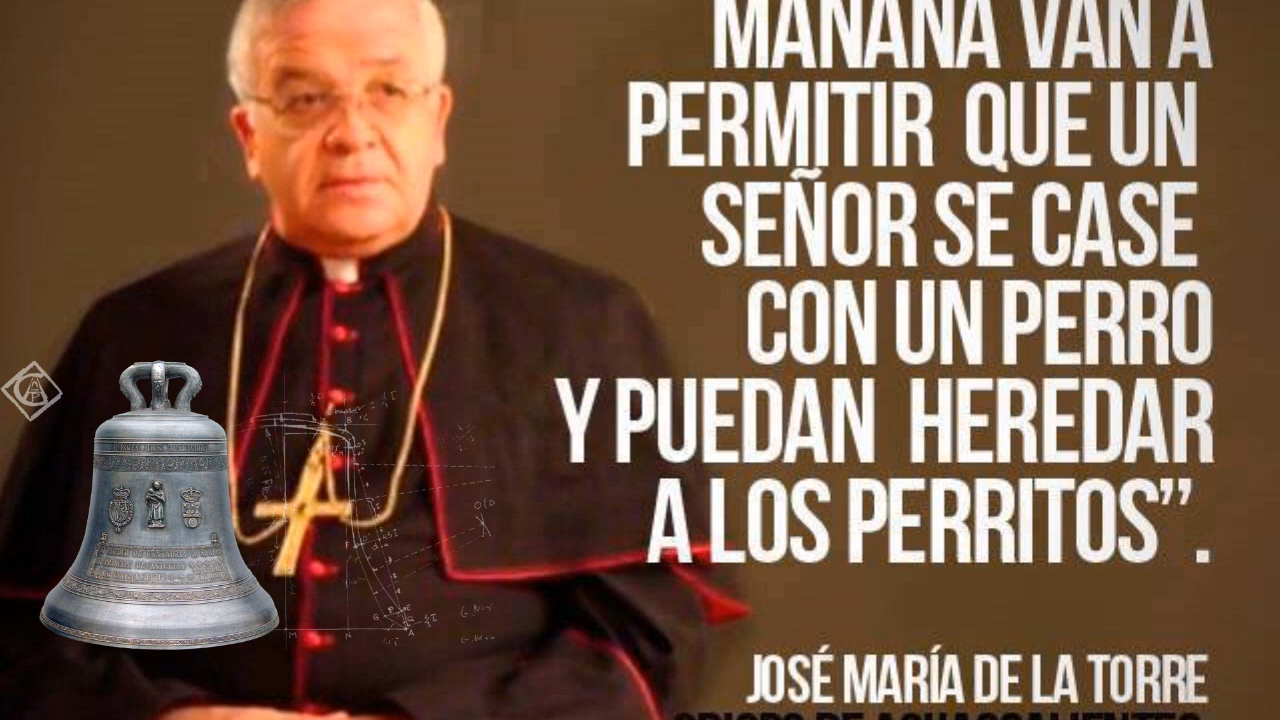 MAÑANA VAN A
PERMITIR QUE UN
SEÑOR SE CASE
CON UN PERRO
Y PUEDAN HEREDAR
A LOS PERRITOS”.
JOSÉ MARÍA DE LA TORRE